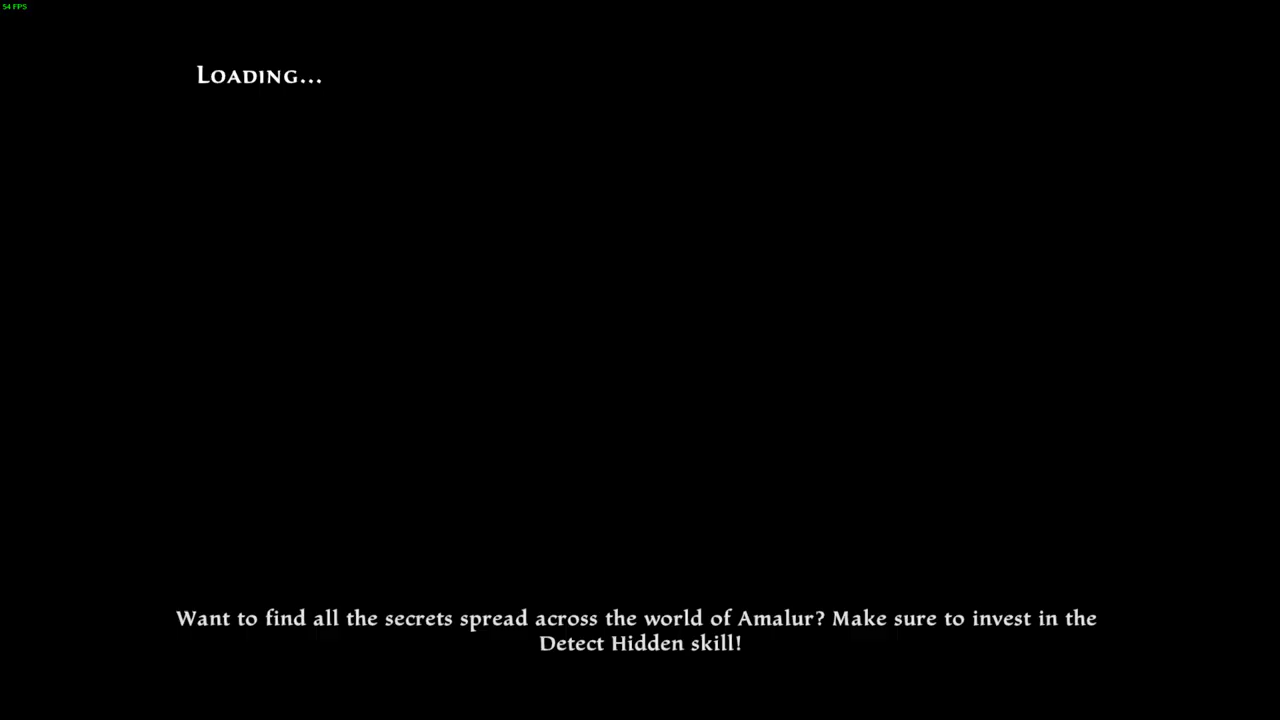 54 FPS
Loading...
Want to find all the secrets spread across the world of Amalur? Make sure to invest in the
Detect Hidden skill!